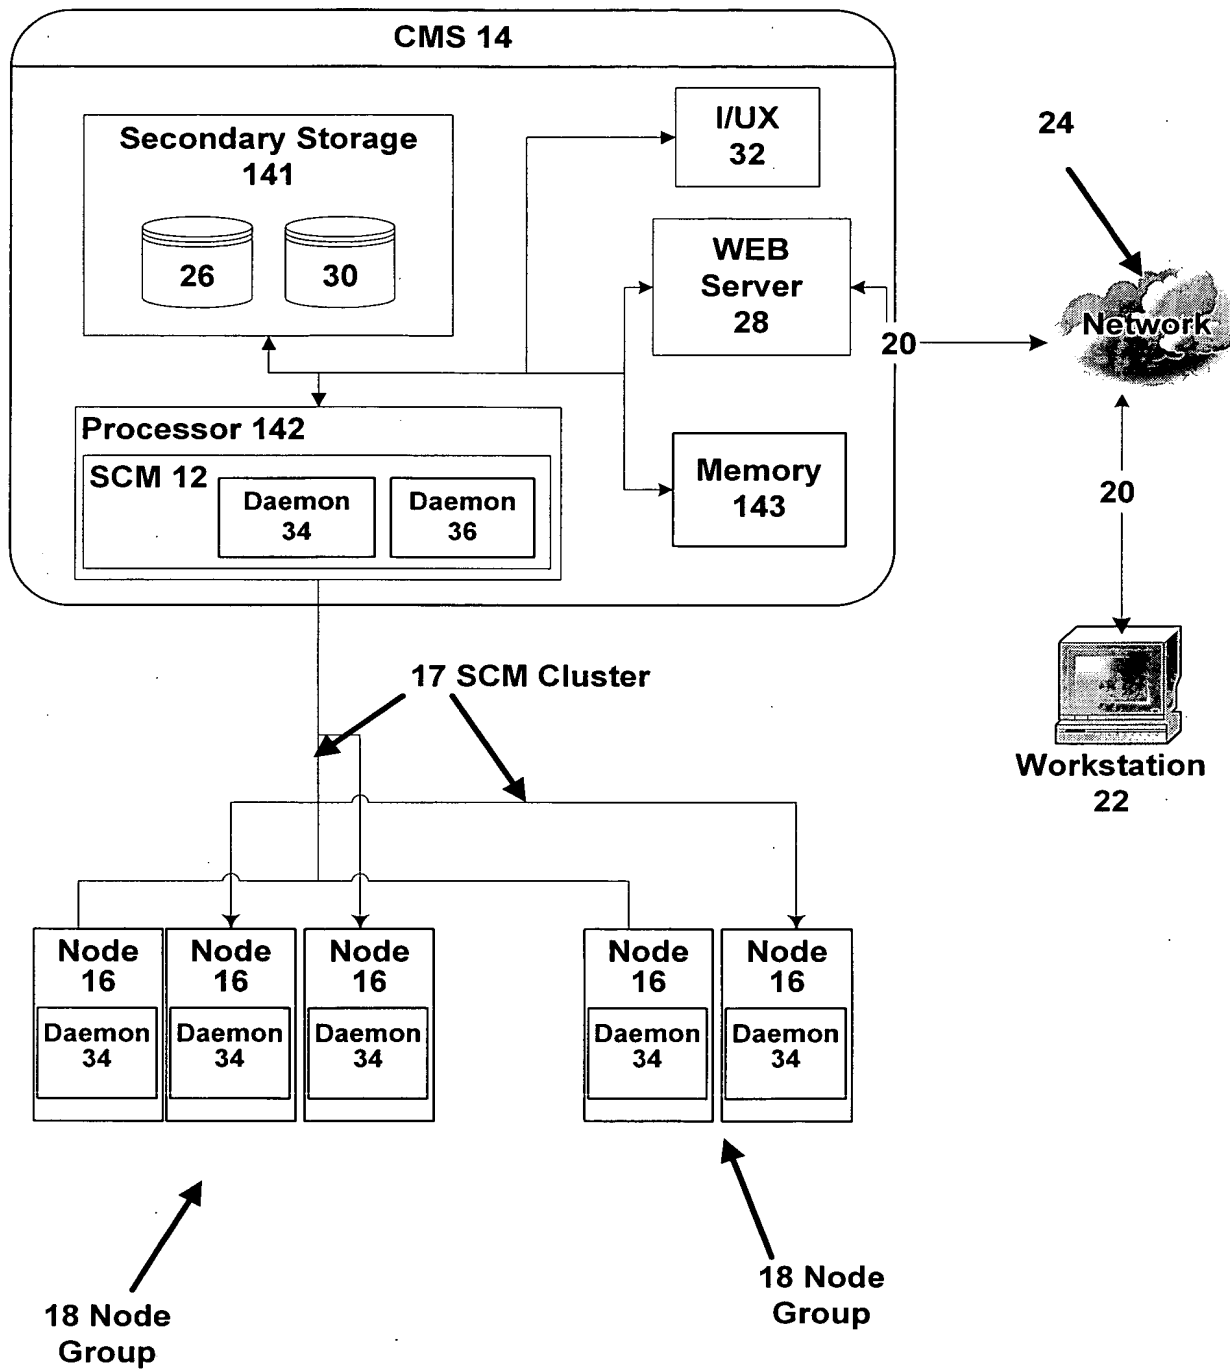 CMS 14
Secondary Storage
141
26
30
I/UX
32
WEB
Server
28
24
Network
20
Processor 142
SCM 12
Daemon
34
Daemon
36
Memory
143
20
17 SCM Cluster
Workstation
22
Node
16
Daemon
34
Node
16
Daemon
34
Node
16
Daemon
34
Node
16
Daemon
34
Node
16
Daemon
34
18 Node
Group
18 Node
Group